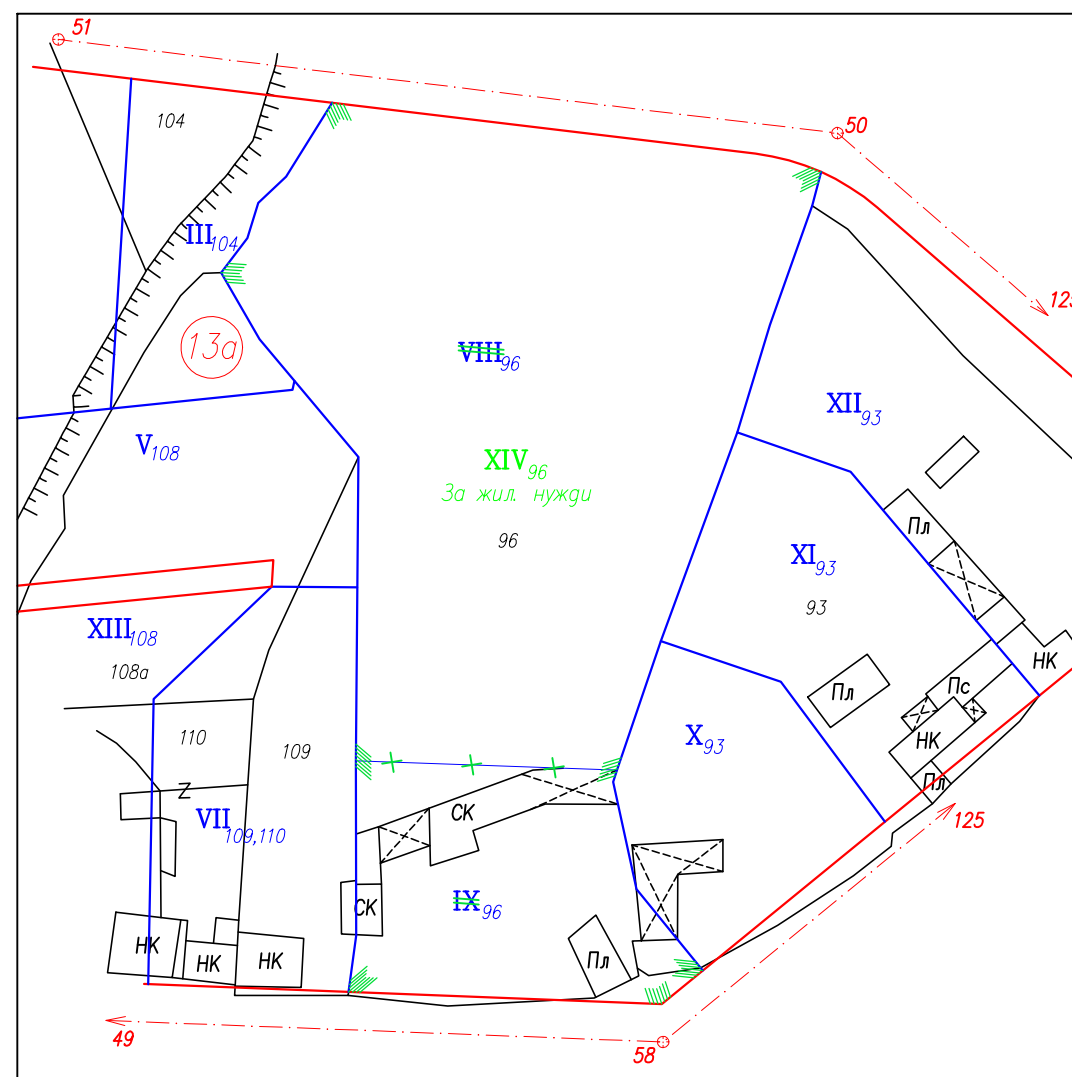 51
50
104
III104
125
13а
VIII96
XII93
V108
XIV96
За жил. нужди
96
Пл
XI93
93
XIII108
108а
НК
Пл
Пс
110
109
X93
НК
Z
Пл
VII109,110
СК
125
IX96
СК
НК
НК
НК
Пл
49
58